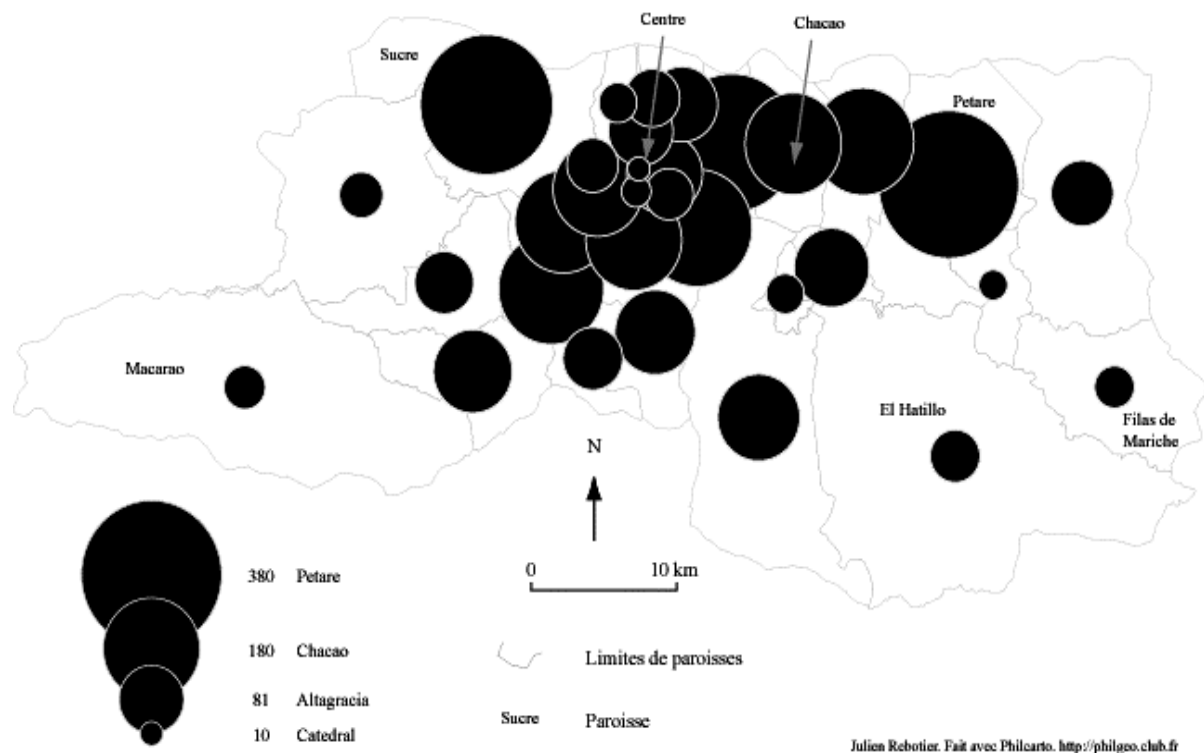 Centre
Chacao
Sucre
Petare
Macarao
El Hatillo
Filas de
Mariche
N
0 10 km
380 Petare
180 Chacao
81 Altagracia
10 Catedral
Limites de paroisses
Sucre Paroisse
Julien Rebotier. Fait avec Philcarto. http://philgeo.club.fr